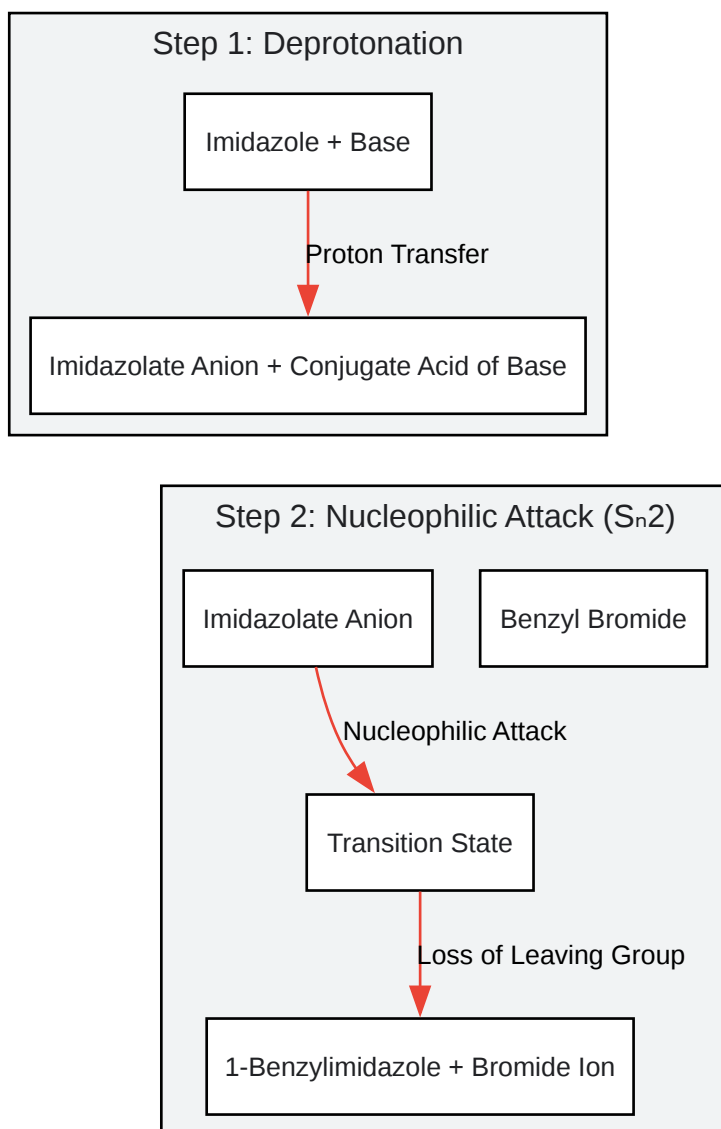 Step 1: Deprotonation
Imidazole + Base
Proton Transfer
Imidazolate Anion + Conjugate Acid of Base
Step 2: Nucleophilic Attack (Sₙ2)
Imidazolate Anion
Benzyl Bromide
Nucleophilic Attack
Transition State
Loss of Leaving Group
1-Benzylimidazole + Bromide Ion